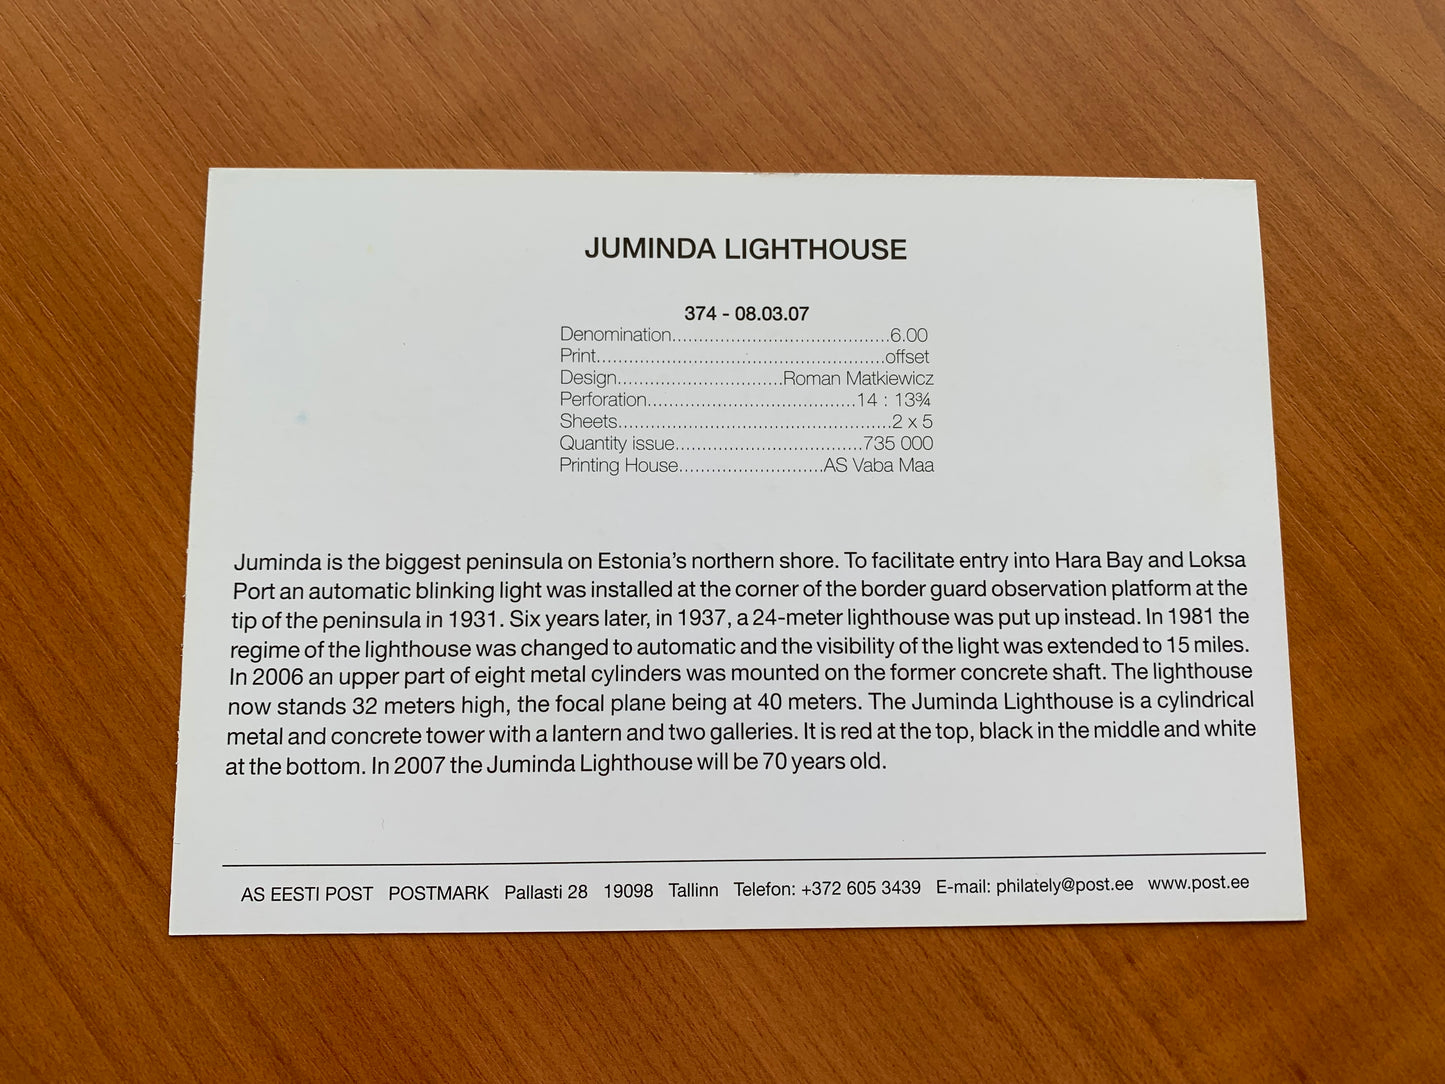 JUMINDA LIGHTHOUSE
374 - 08.03.07
Denomination........................................6.00
Print.....................................................offset
Design...............................Roman Matkiewicz
Perforation.......................................14 : 13¾
Sheets..................................................2 x 5
Quantity issue...................................735 000
Printing House...........................AS Vaba Maa
Juminda is the biggest peninsula on Estonia's northern shore. To facilitate entry into Hara Bay and Loksa
Port an automatic blinking light was installed at the corner of the border guard observation platform at the
tip of the peninsula in 1931. Six years later, in 1937, a 24-meter lighthouse was put up instead. In 1981 the
regime of the lighthouse was changed to automatic and the visibility of the light was extended to 15 miles.
In 2006 an upper part of eight metal cylinders was mounted on the former concrete shaft. The lighthouse
now stands 32 meters high, the focal plane being at 40 meters. The Juminda Lighthouse is a cylindrical
metal and concrete tower with a lantern and two galleries. It is red at the top, black in the middle and white
at the bottom. In 2007 the Juminda Lighthouse will be 70 years old.
AS EESTI POST POSTMARK Pallasti 28 19098 Tallinn Telefon: +372 605 3439 E-mail: philately@post.ee www.post.ee